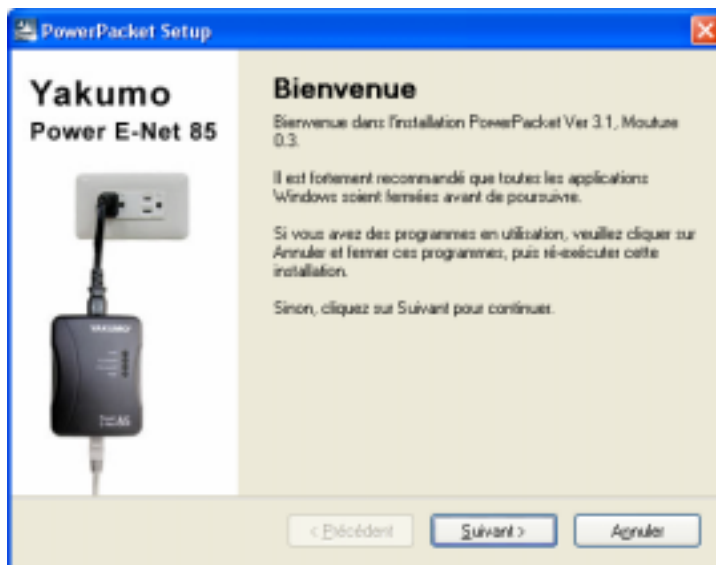 PowerPacket Setup
Yakumo
Power E-Net 85
Bienvenue
Bienvenue dans l'installation PowerPacket Ver 3.1, Mouture
0.3.
Il est fortement recommandé que toutes les applications
Windows soient fermées avant de poursuivre.
Si vous avez des programmes en utilisation, veuillez cliquer sur
Annuler et fermer ces programmes, puis ré-exécuter cette
installation.
Sinon, cliquez sur Suivant pour continuer.
YAKUMO
< Précédent
Suivant >
Annuler